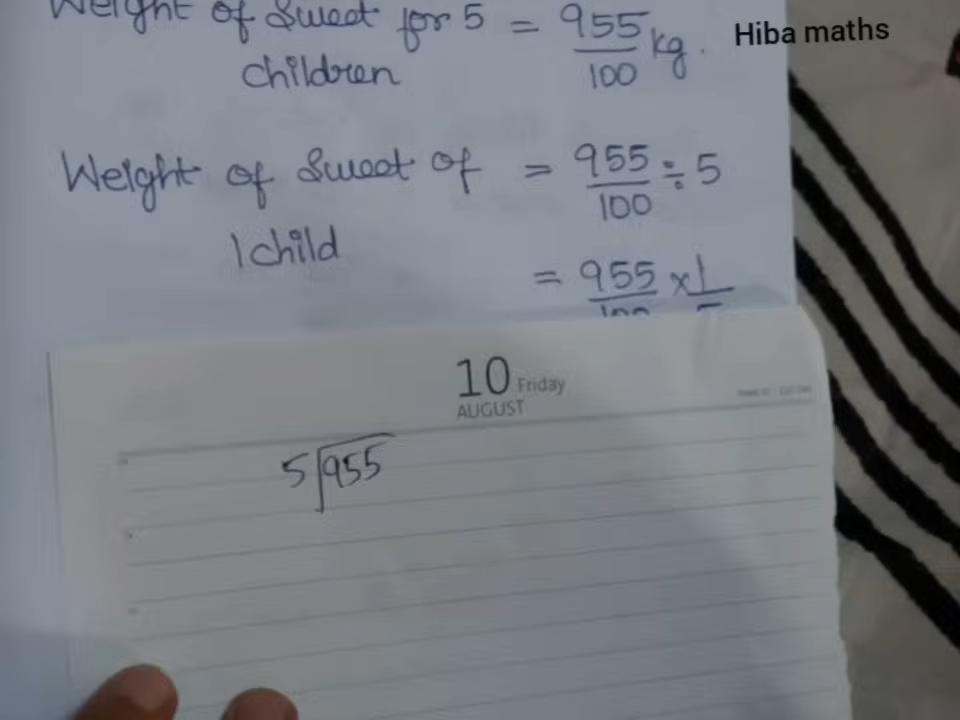 Weight of Sweet for 5 = 955/100 kg.
children
Hiba maths
Weight of Sweet of = 955/100 ÷ 5
1 child
= 955/100 × 1/5
10 Friday
AUGUST
5)955